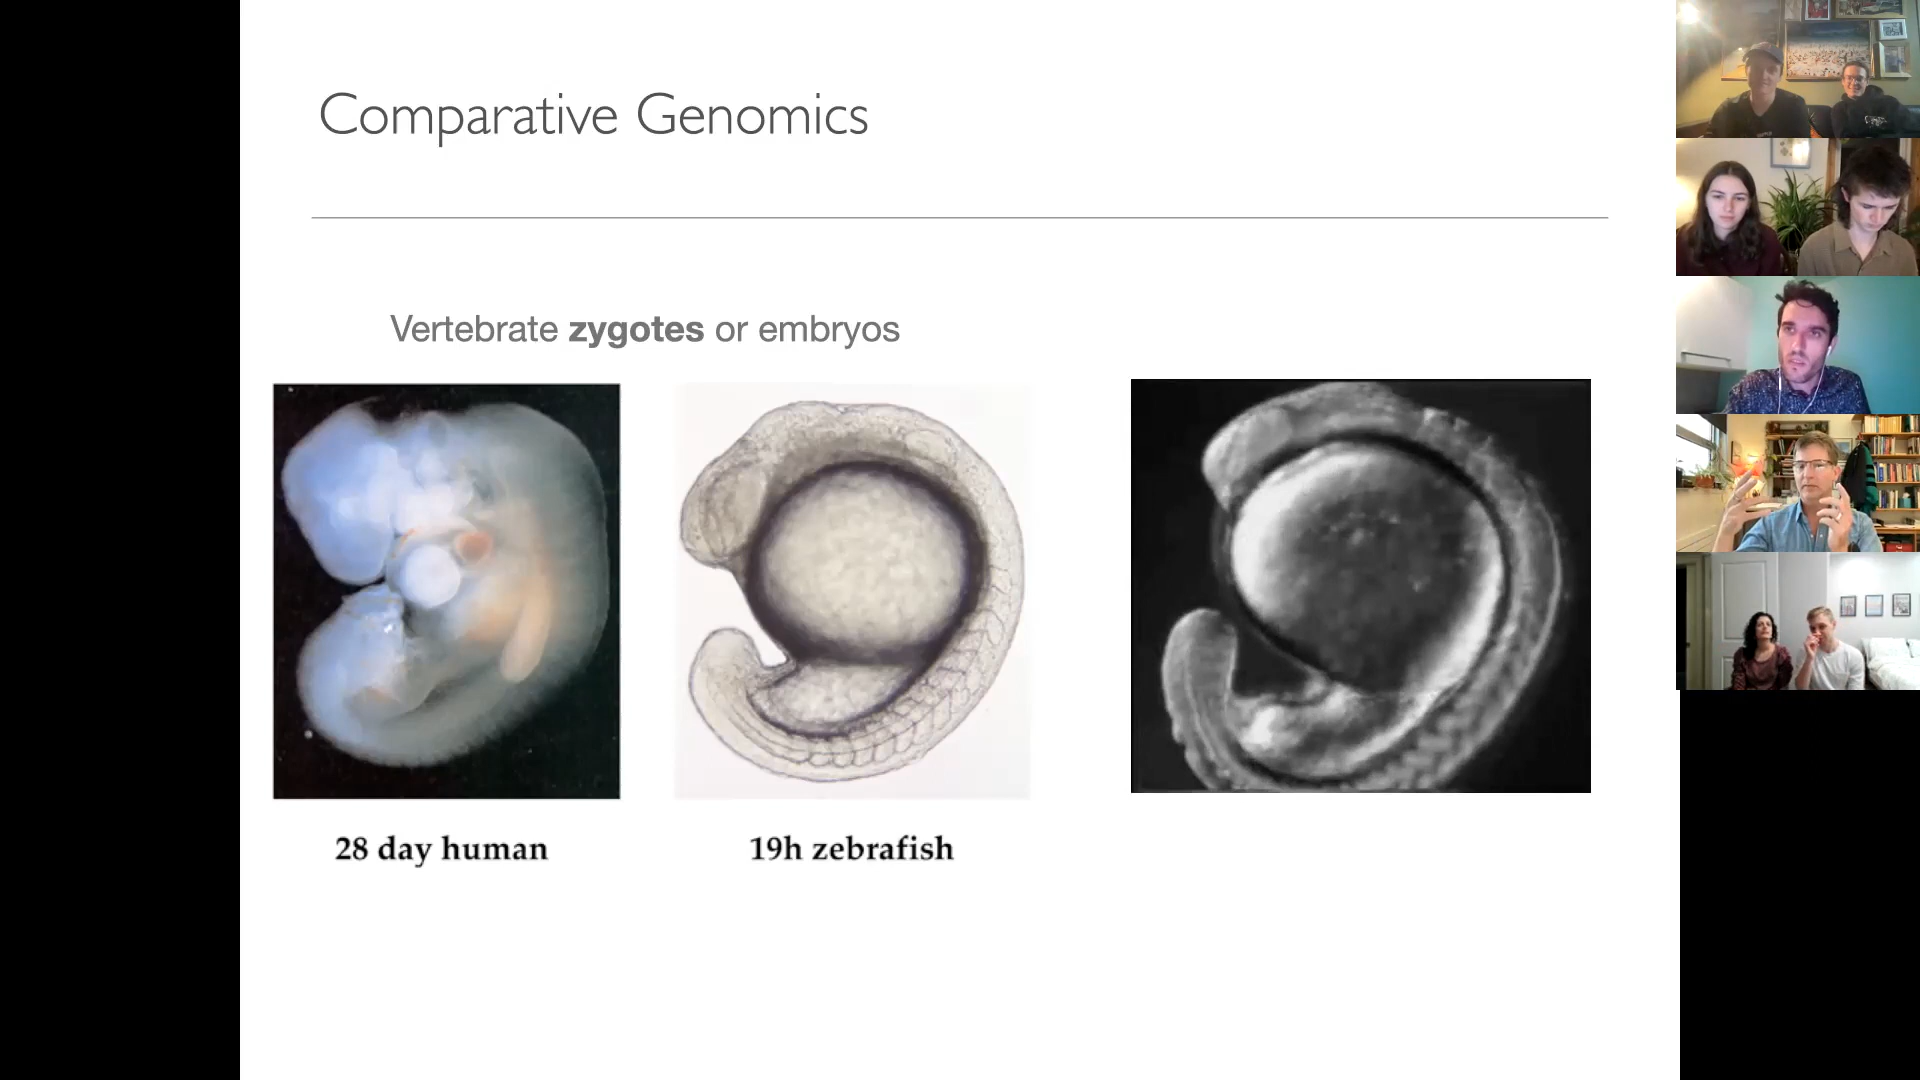 Comparative Genomics
Vertebrate zygotes or embryos
28 day human
19h zebrafish